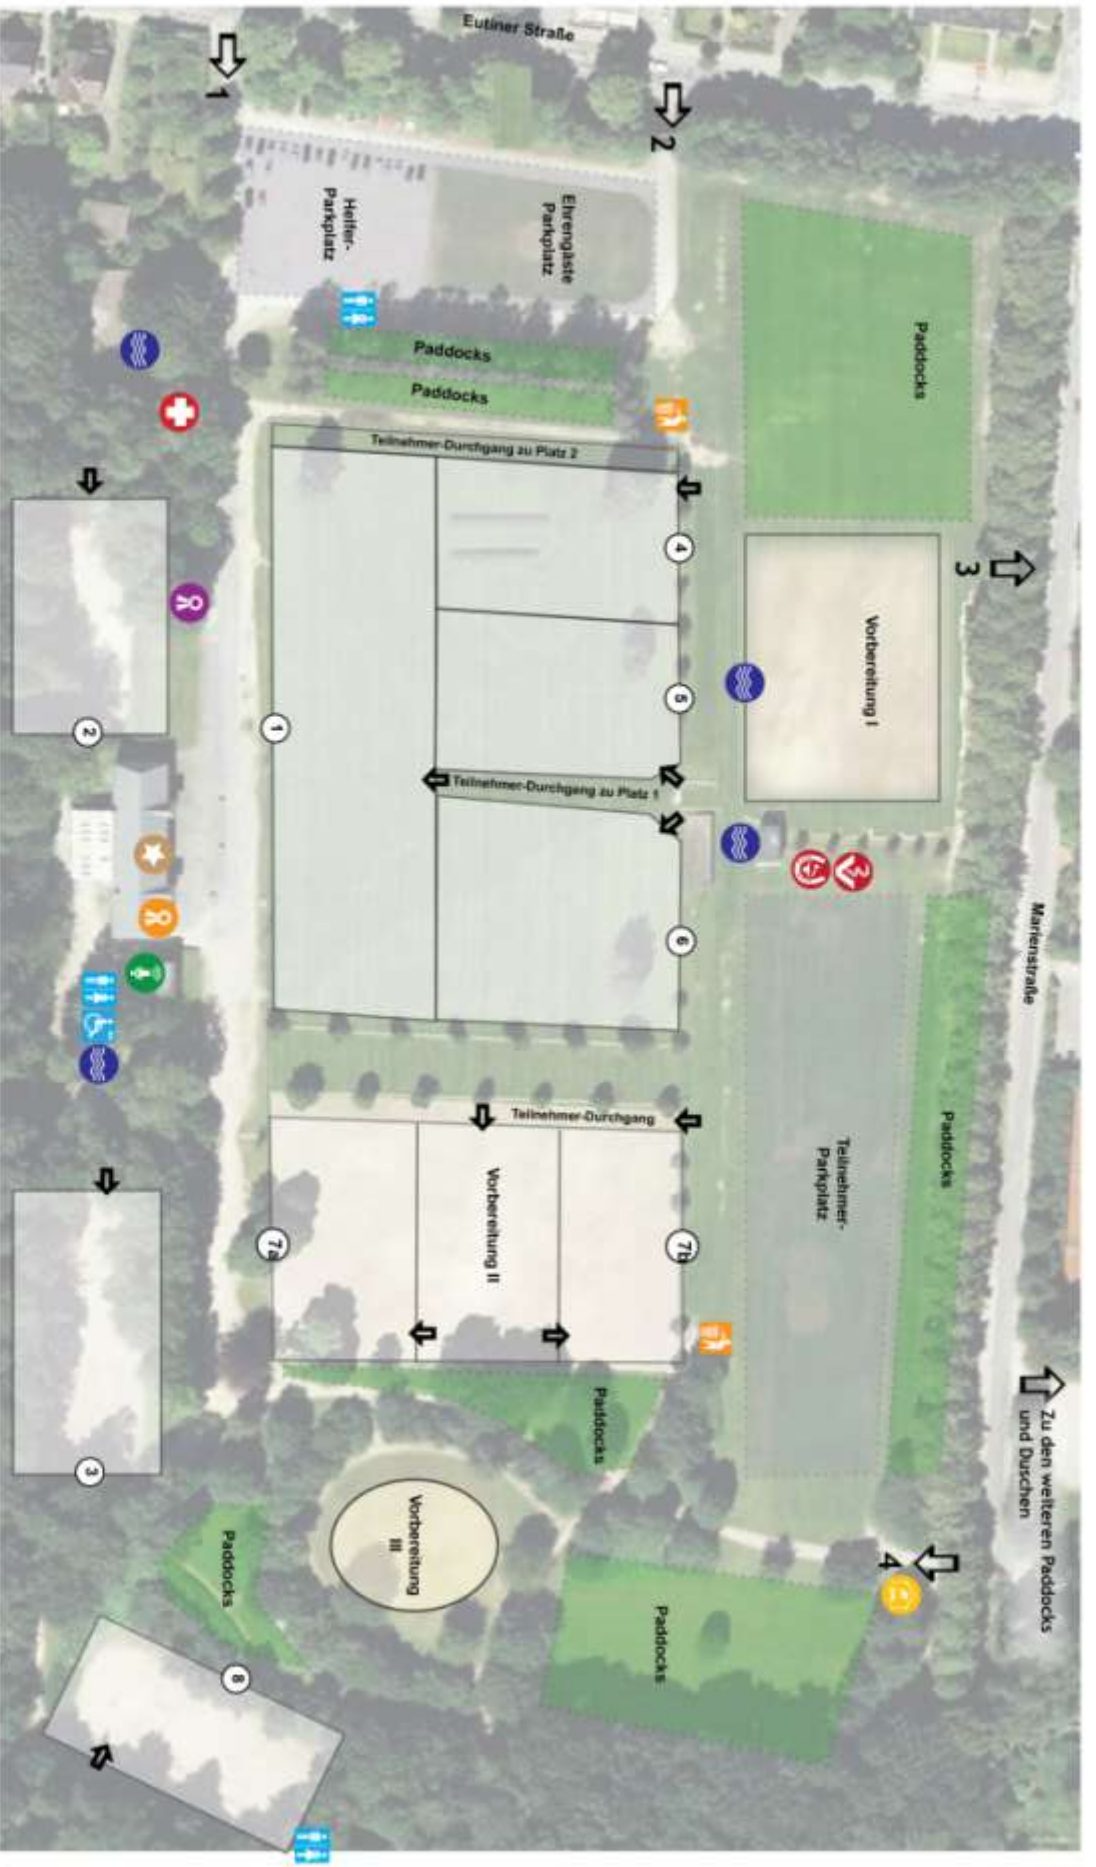 Eutiner Straße
1
2
Helfer-
Parkplatz
Ehrengäste
Parkplatz
Paddocks
Paddocks
Paddocks
Teilnehmer-Durchgang zu Platz 2
4
3
Vorbereitung I
2
5
1
Teilnehmer-Durchgang zu Platz 1
6
Marienstraße
Paddocks
Teilnehmer-
Parkplatz
Teilnehmer-Durchgang
Vorbereitung II
7a
7b
Zu den weiteren Paddocks
und Duschen
Paddocks
3
Vorbereitung
III
Paddocks
4
Paddocks
8